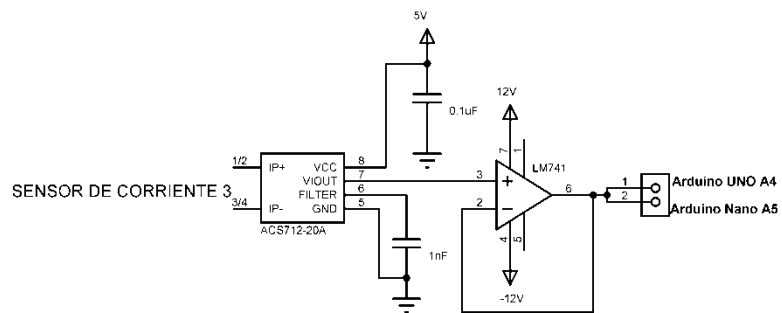 5V
0.1uF
12V
LM741
7
1
1/2
IP+
VCC
8
VIOUT
7
SENSOR DE CORRIENTE 3
FILTER
6
3/4
IP-
GND
5
ACS712-20A
1nF
3
2
6
4
5
-12V
1
Arduino UNO A4
2
Arduino Nano A5